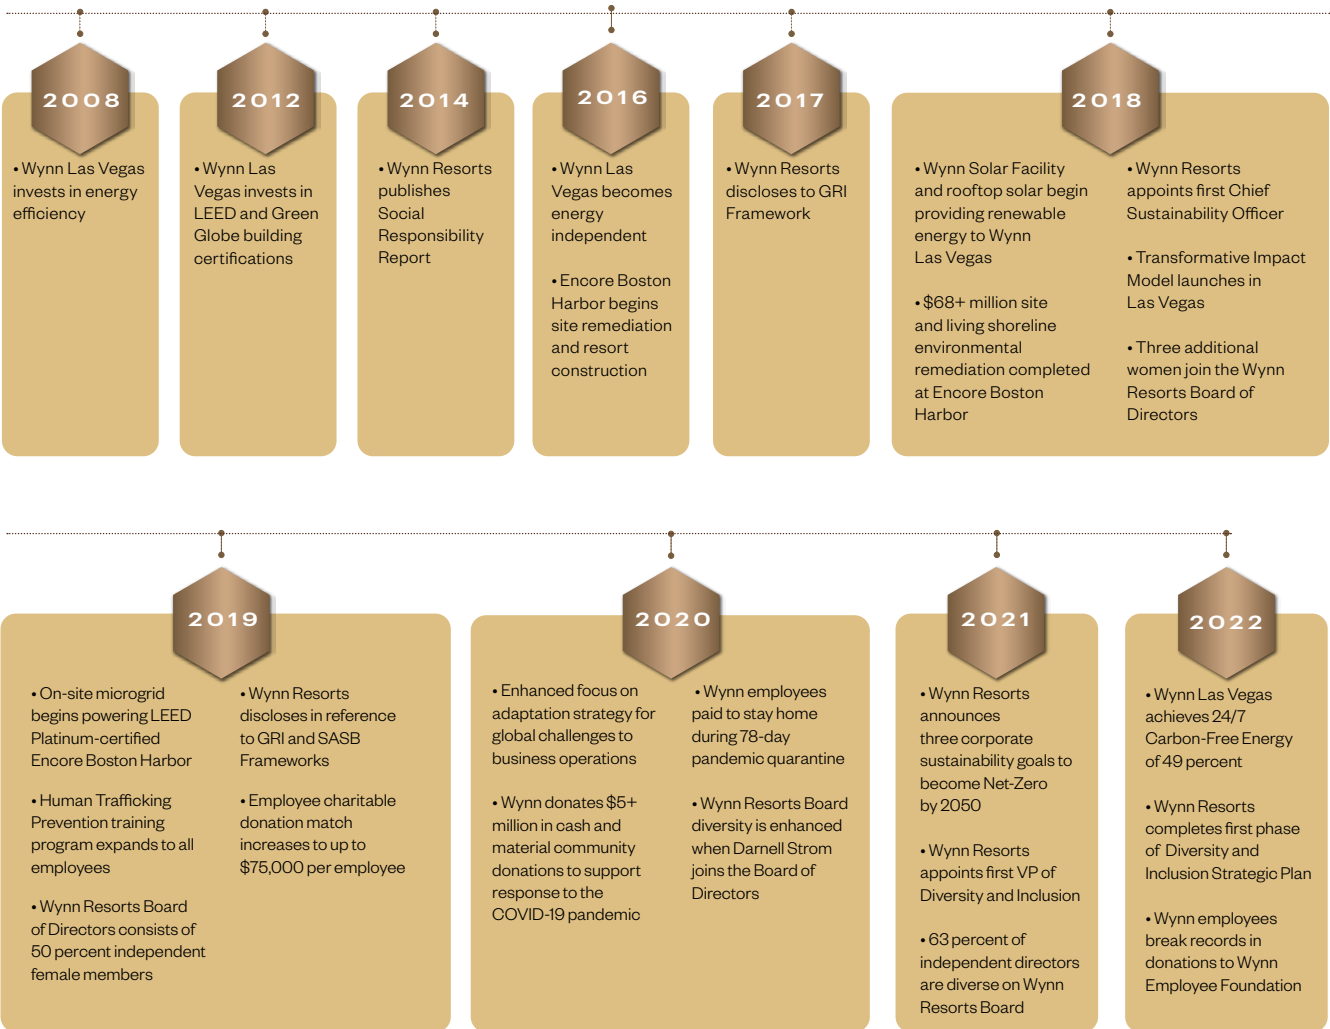 2008
• Wynn Las Vegas
invests in energy
efficiency
2012
• Wynn Las
Vegas invests in
LEED and Green
Globe building
certifications
2014
• Wynn Resorts
publishes
Social
Responsibility
Report
2016
• Wynn Las
Vegas becomes
energy
independent
• Encore Boston
Harbor begins
site remediation
and resort
construction
2017
• Wynn Resorts
discloses to GRI
Framework
2018
• Wynn Solar Facility
and rooftop solar begin
providing renewable
energy to Wynn
Las Vegas
• $68+ million site
and living shoreline
environmental
remediation completed
at Encore Boston
Harbor
• Wynn Resorts
appoints first Chief
Sustainability Officer
• Transformative Impact
Model launches in
Las Vegas
• Three additional
women join the Wynn
Resorts Board of
Directors
2019
• On-site microgrid
begins powering LEED
Platinum-certified
Encore Boston Harbor
• Human Trafficking
Prevention training
program expands to all
employees
• Wynn Resorts Board
of Directors consists of
50 percent independent
female members
• Wynn Resorts
discloses in reference
to GRI and SASB
Frameworks
• Employee charitable
donation match
increases to up to
$75,000 per employee
2020
• Enhanced focus on
adaptation strategy for
global challenges to
business operations
• Wynn donates $5+
million in cash and
material community
donations to support
response to the
COVID-19 pandemic
• Wynn employees
paid to stay home
during 78-day
pandemic quarantine
• Wynn Resorts Board
diversity is enhanced
when Darnell Strom
joins the Board of
Directors
2021
• Wynn Resorts
announces
three corporate
sustainability goals to
become Net-Zero
by 2050
• Wynn Resorts
appoints first VP of
Diversity and Inclusion
• 63 percent of
independent directors
are diverse on Wynn
Resorts Board
2022
• Wynn Las Vegas
achieves 24/7
Carbon-Free Energy
of 49 percent
• Wynn Resorts
completes first phase
of Diversity and
Inclusion Strategic Plan
• Wynn employees
break records in
donations to Wynn
Employee Foundation